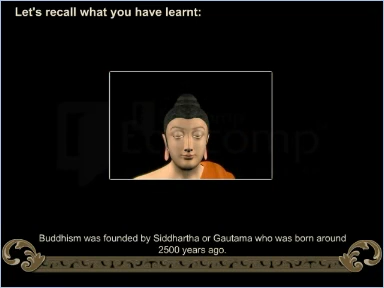 Let's recall what you have learnt:
Buddhism was founded by Siddhartha or Gautama who was born around
2500 years ago.